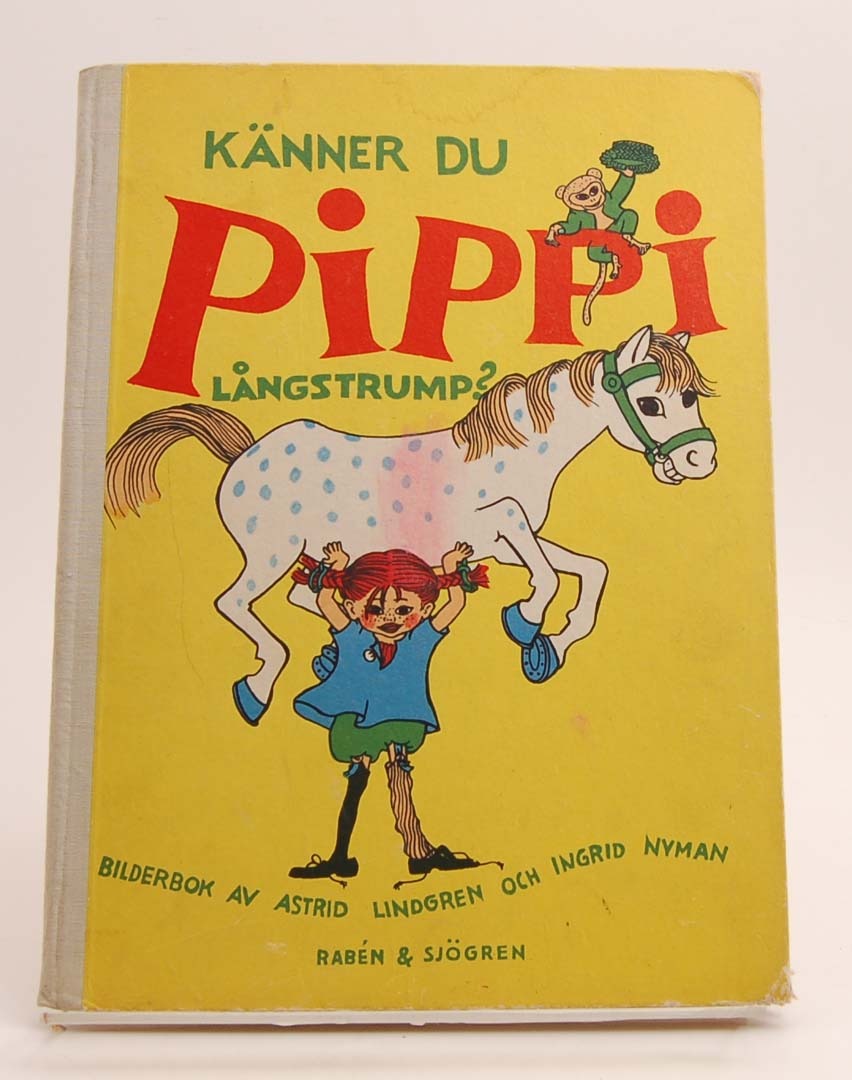 KÄNNER DU
PIPPI
LÅNGSTRUMP?
BILDERBOK AV ASTRID LINDGREN OCH INGRID NYMAN
RABÉN & SJÖGREN